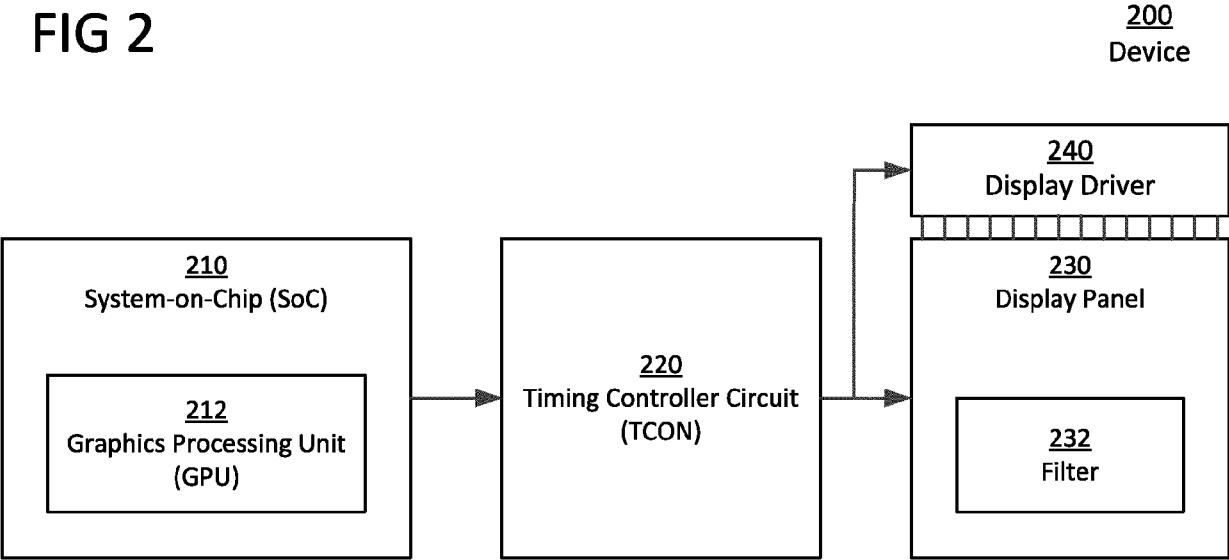 FIG 2
200
Device
240
Display Driver
210
System-on-Chip (SoC)
212
Graphics Processing Unit
(GPU)
220
Timing Controller Circuit
(TCON)
230
Display Panel
232
Filter